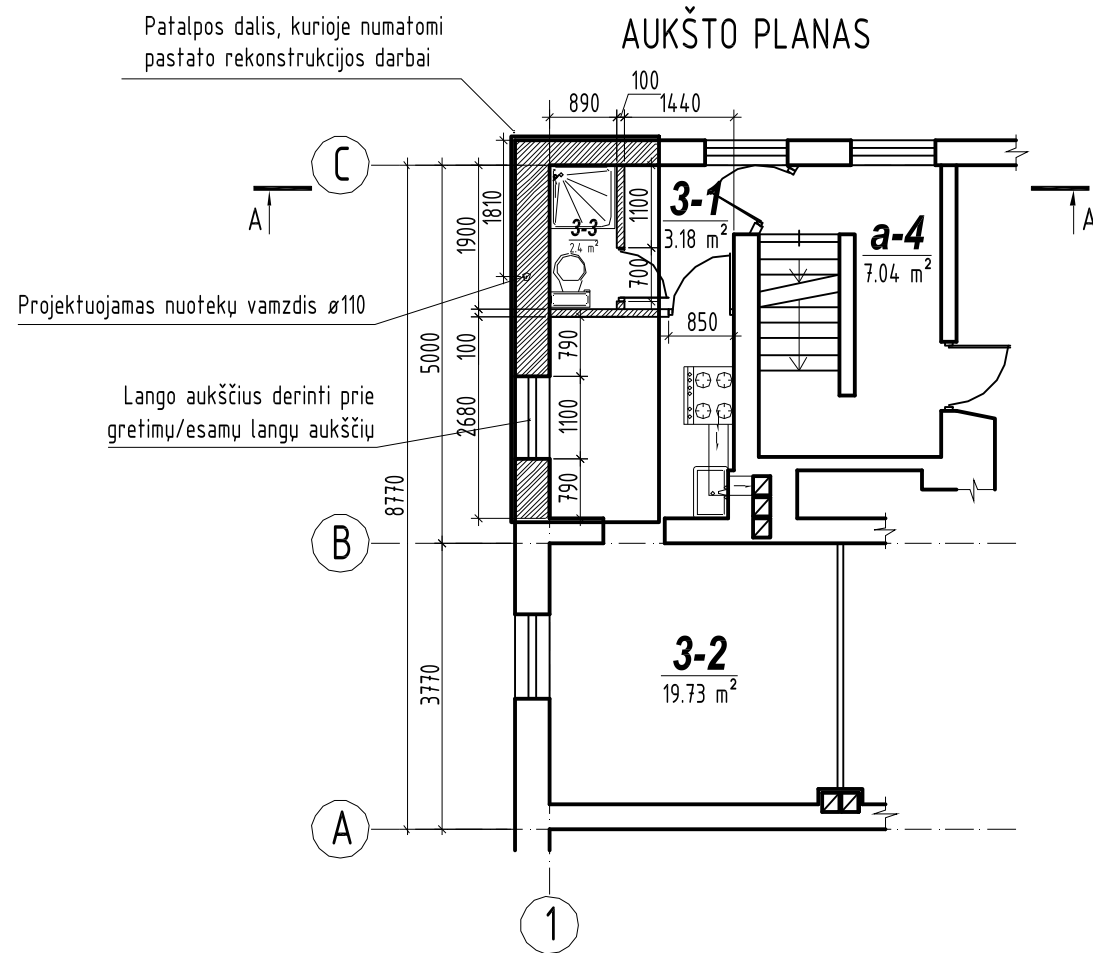 AUKŠTO PLANAS
Patalpos dalis, kurioje numatomi
pastato rekonstrukcijos darbai
100
890
1440
C
A
A
1810
1900
1100
3-1
3.18 m²
3-3
2.4 m²
a-4
7.04 m²
700
Projektuojamas nuotekų vamzdis ø110
850
5000
100
790
Lango aukščius derinti prie
gretimų/esamų langų aukščių
2680
1100
8770
790
B
3-2
19.73 m²
3770
A
1